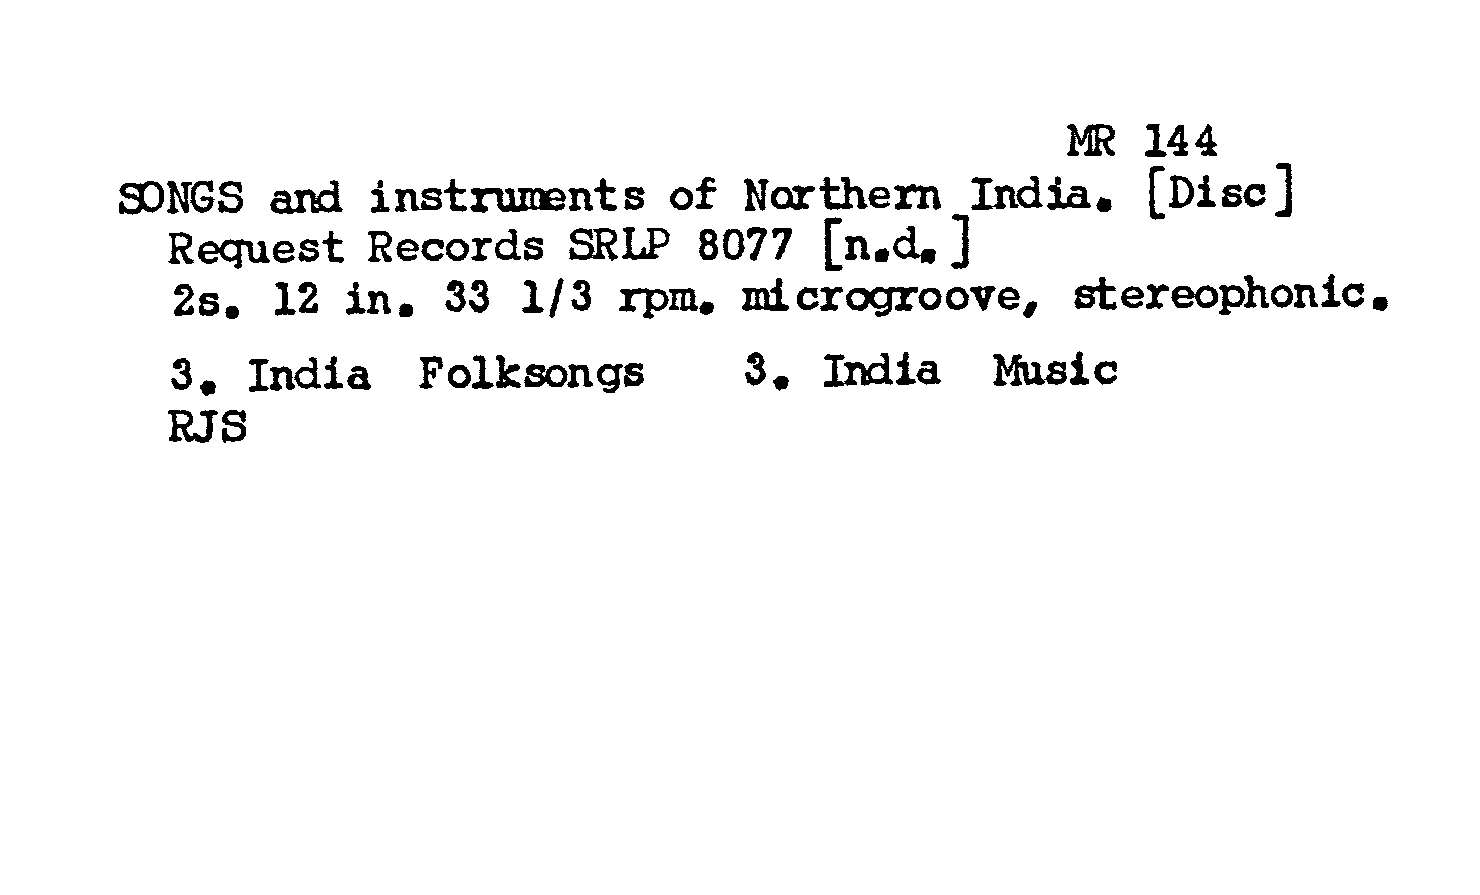 MR 144
SONGS and instruments of Northern India. [Disc]
Request Records SRLP 8077 [n.d.]
2s. 12 in. 33 1/3 rpm. microgroove, stereophonic.
3. India Folksongs 3. India Music
RJS